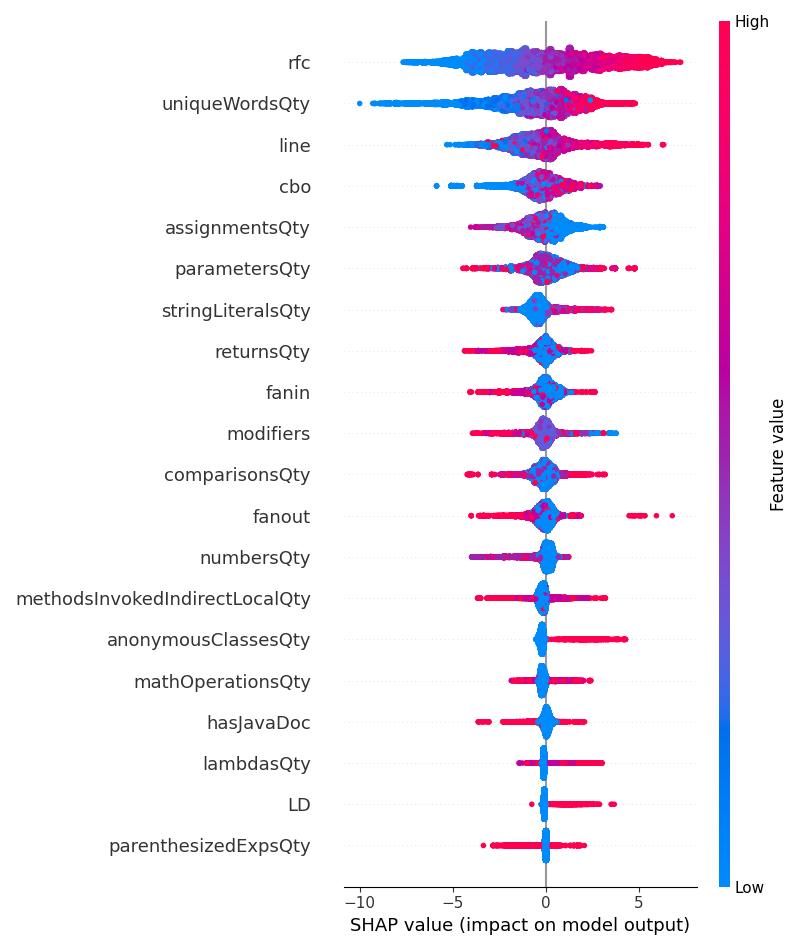 High
rfc
uniqueWordsQty
line
cbo
assignmentsQty
parametersQty
stringLiteralsQty
returnsQty
fanin
modifiers
comparisonsQty
fanout
numbersQty
methodsInvokedIndirectLocalQty
anonymousClassesQty
mathOperationsQty
hasJavaDoc
lambdasQty
LD
parenthesizedExpsQty
Feature value
Low
−10 −5 0 5
SHAP value (impact on model output)